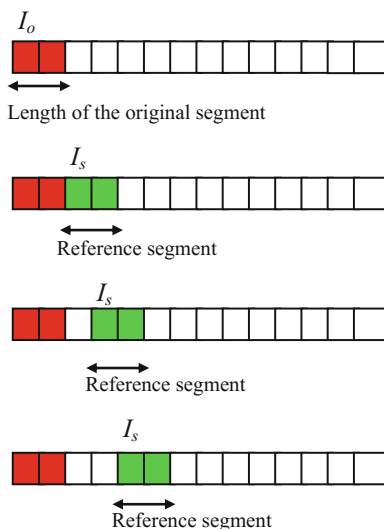 I_o
Length of the original segment
I_s
Reference segment
I_s
Reference segment
I_s
Reference segment